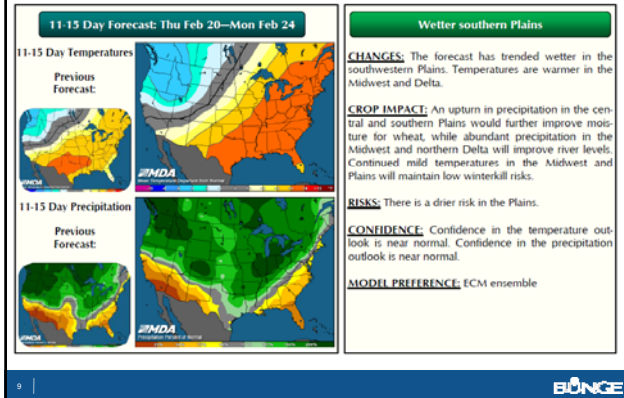 11-15 Day Forecast: Thu Feb 20—Mon Feb 24
11-15 Day Temperatures
Previous
Forecast:
MDA
11-15 Day Precipitation
Previous
Forecast:
MDA
Precipitation Percent of Normal
Wetter southern Plains
CHANGES: The forecast has trended wetter in the
southwestern Plains. Temperatures are warmer in the
Midwest and Delta.
CROP IMPACT: An upturn in precipitation in the cen-
tral and southern Plains would further improve mois-
ture for wheat, while abundant precipitation in the
Midwest and northern Delta will improve river levels.
Continued mild temperatures in the Midwest and
Plains will maintain low winterkill risks.
RISKS: There is a drier risk in the Plains.
CONFIDENCE: Confidence in the temperature out-
look is near normal. Confidence in the precipitation
outlook is near normal.
MODEL PREFERENCE: ECM ensemble
9
BUNGE